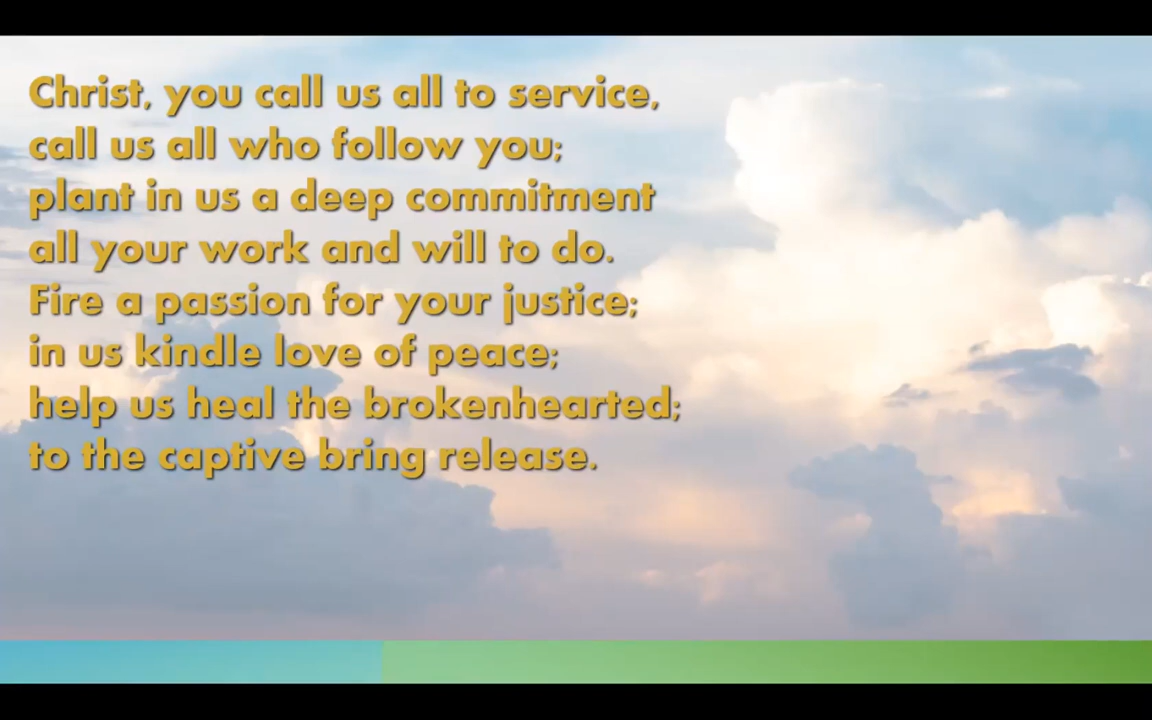 Christ, you call us all to service,
call us all who follow you;
plant in us a deep commitment
all your work and will to do.
Fire a passion for your justice;
in us kindle love of peace;
help us heal the brokenhearted;
to the captive bring release.